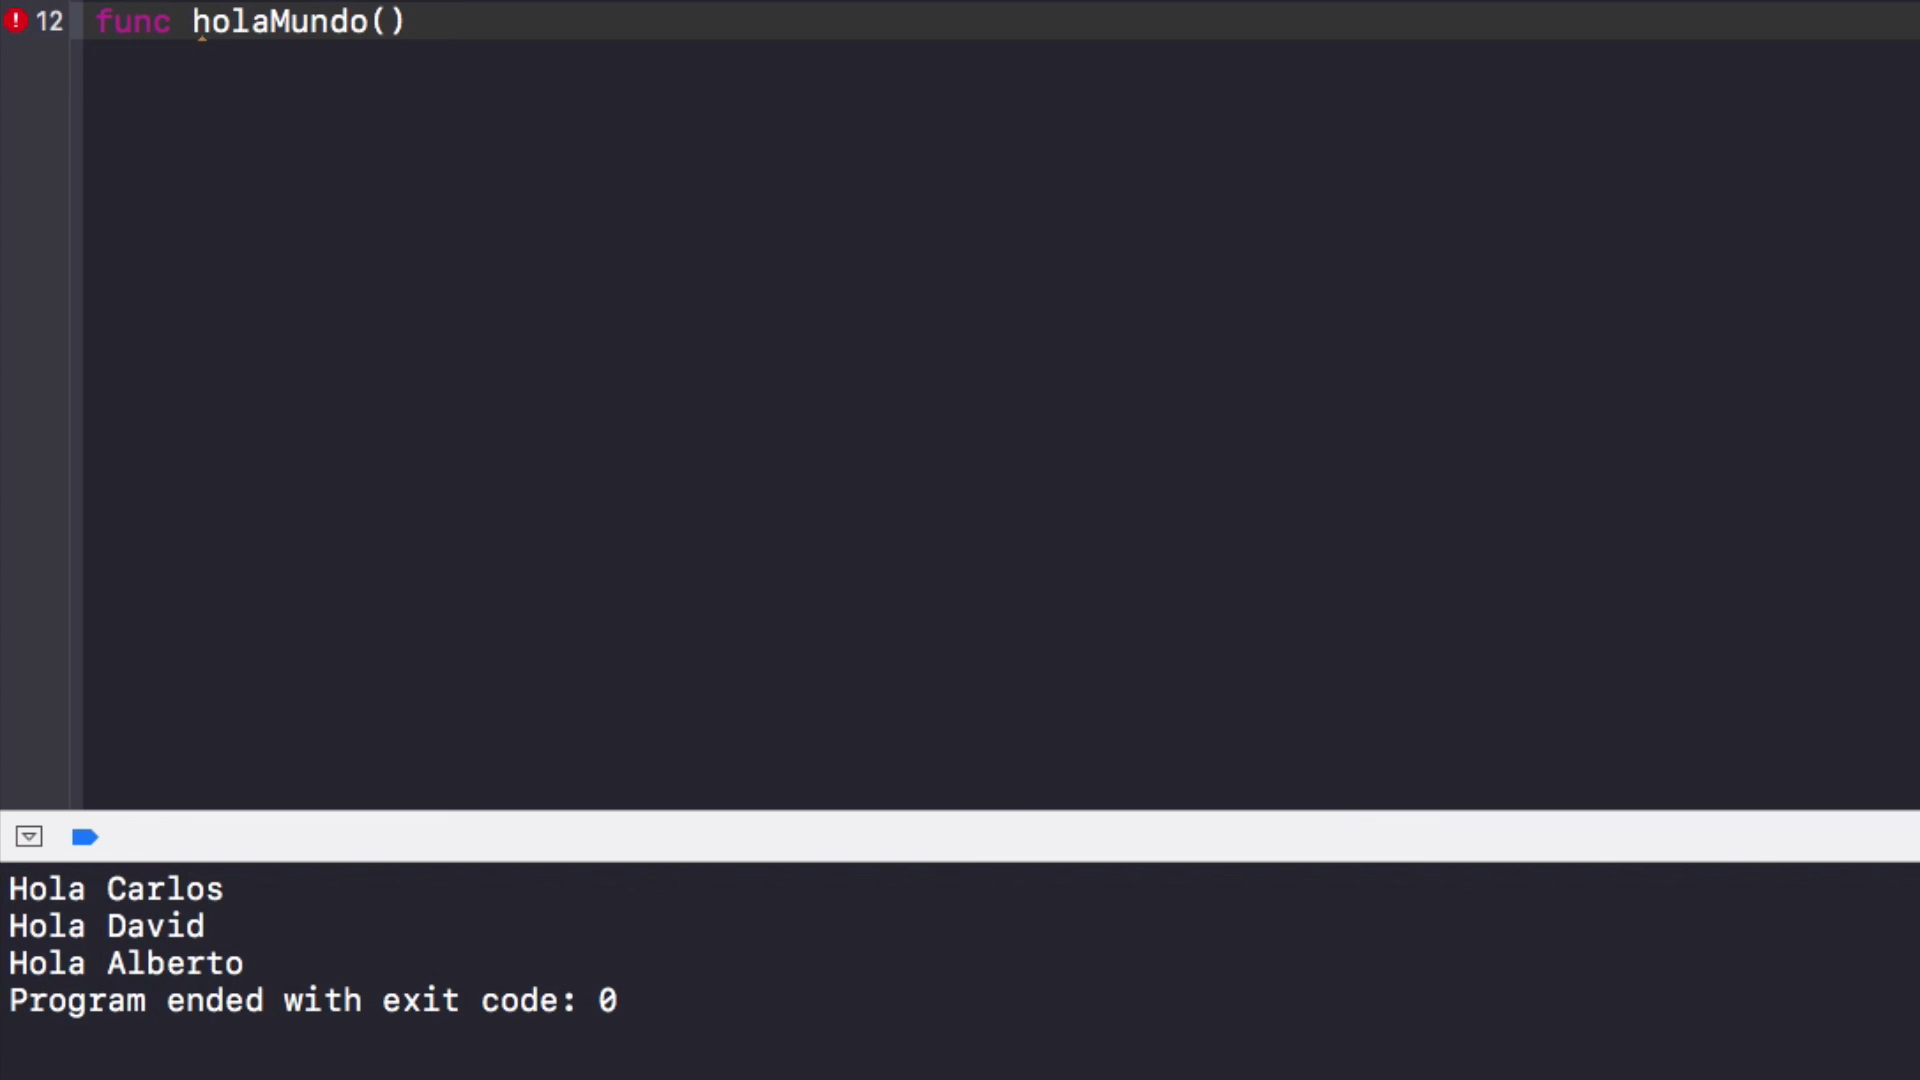 12 func holaMundo()
Hola Carlos
Hola David
Hola Alberto
Program ended with exit code: 0